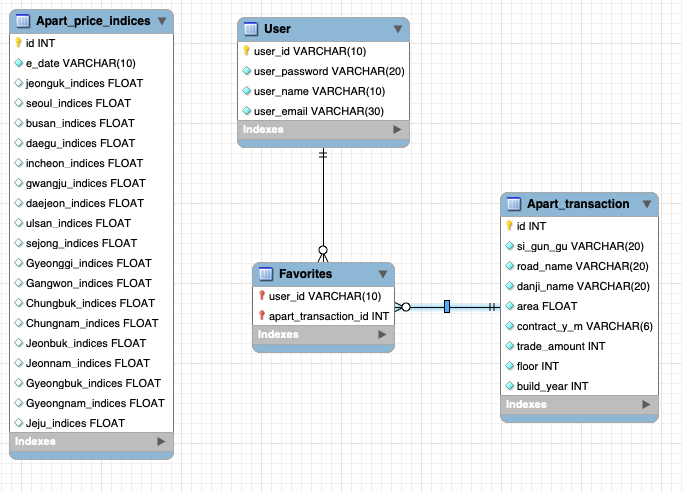 Apart_price_indices
id INT
e_date VARCHAR(10)
jeonguk_indices FLOAT
seoul_indices FLOAT
busan_indices FLOAT
daegu_indices FLOAT
incheon_indices FLOAT
gwangju_indices FLOAT
daejeon_indices FLOAT
ulsan_indices FLOAT
sejong_indices FLOAT
Gyeonggi_indices FLOAT
Gangwon_indices FLOAT
Chungbuk_indices FLOAT
Chungnam_indices FLOAT
Jeonbuk_indices FLOAT
Jeonnam_indices FLOAT
Gyeongbuk_indices FLOAT
Gyeongnam_indices FLOAT
Jeju_indices FLOAT
Indexes
User
user_id VARCHAR(10)
user_password VARCHAR(20)
user_name VARCHAR(10)
user_email VARCHAR(30)
Indexes
Favorites
user_id VARCHAR(10)
apart_transaction_id INT
Indexes
Apart_transaction
id INT
si_gun_gu VARCHAR(20)
road_name VARCHAR(20)
danji_name VARCHAR(20)
area FLOAT
contract_y_m VARCHAR(6)
trade_amount INT
floor INT
build_year INT
Indexes